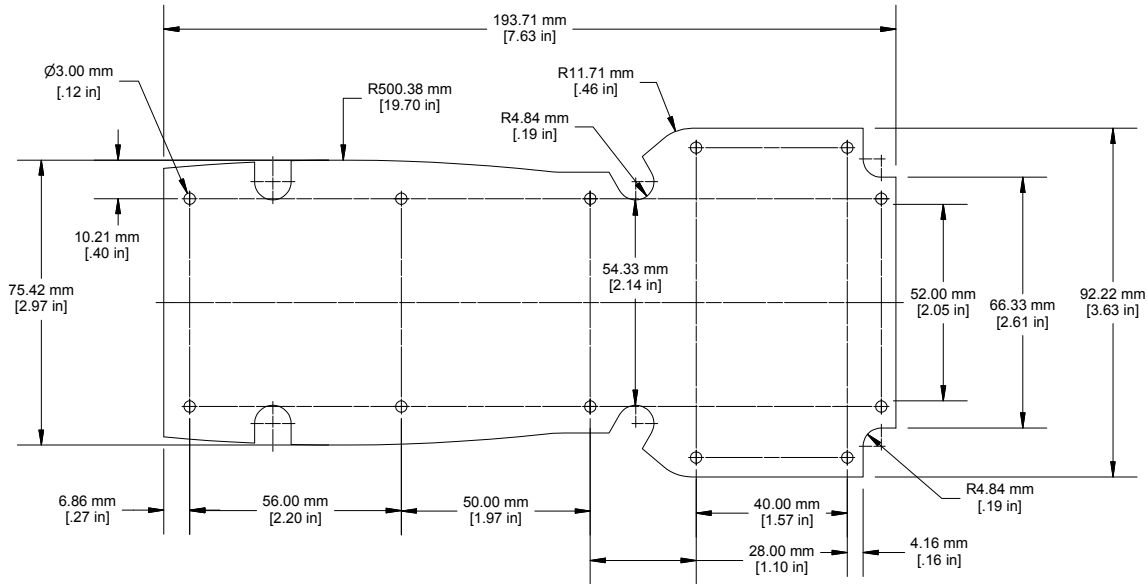 193.71 mm
[7.63 in]
Ø3.00 mm
[.12 in]
R500.38 mm
[19.70 in]
R11.71 mm
[.46 in]
R4.84 mm
[.19 in]
10.21 mm
[.40 in]
75.42 mm
[2.97 in]
54.33 mm
[2.14 in]
52.00 mm
[2.05 in]
66.33 mm
[2.61 in]
92.22 mm
[3.63 in]
6.86 mm
[.27 in]
56.00 mm
[2.20 in]
50.00 mm
[1.97 in]
40.00 mm
[1.57 in]
R4.84 mm
[.19 in]
28.00 mm
[1.10 in]
4.16 mm
[.16 in]